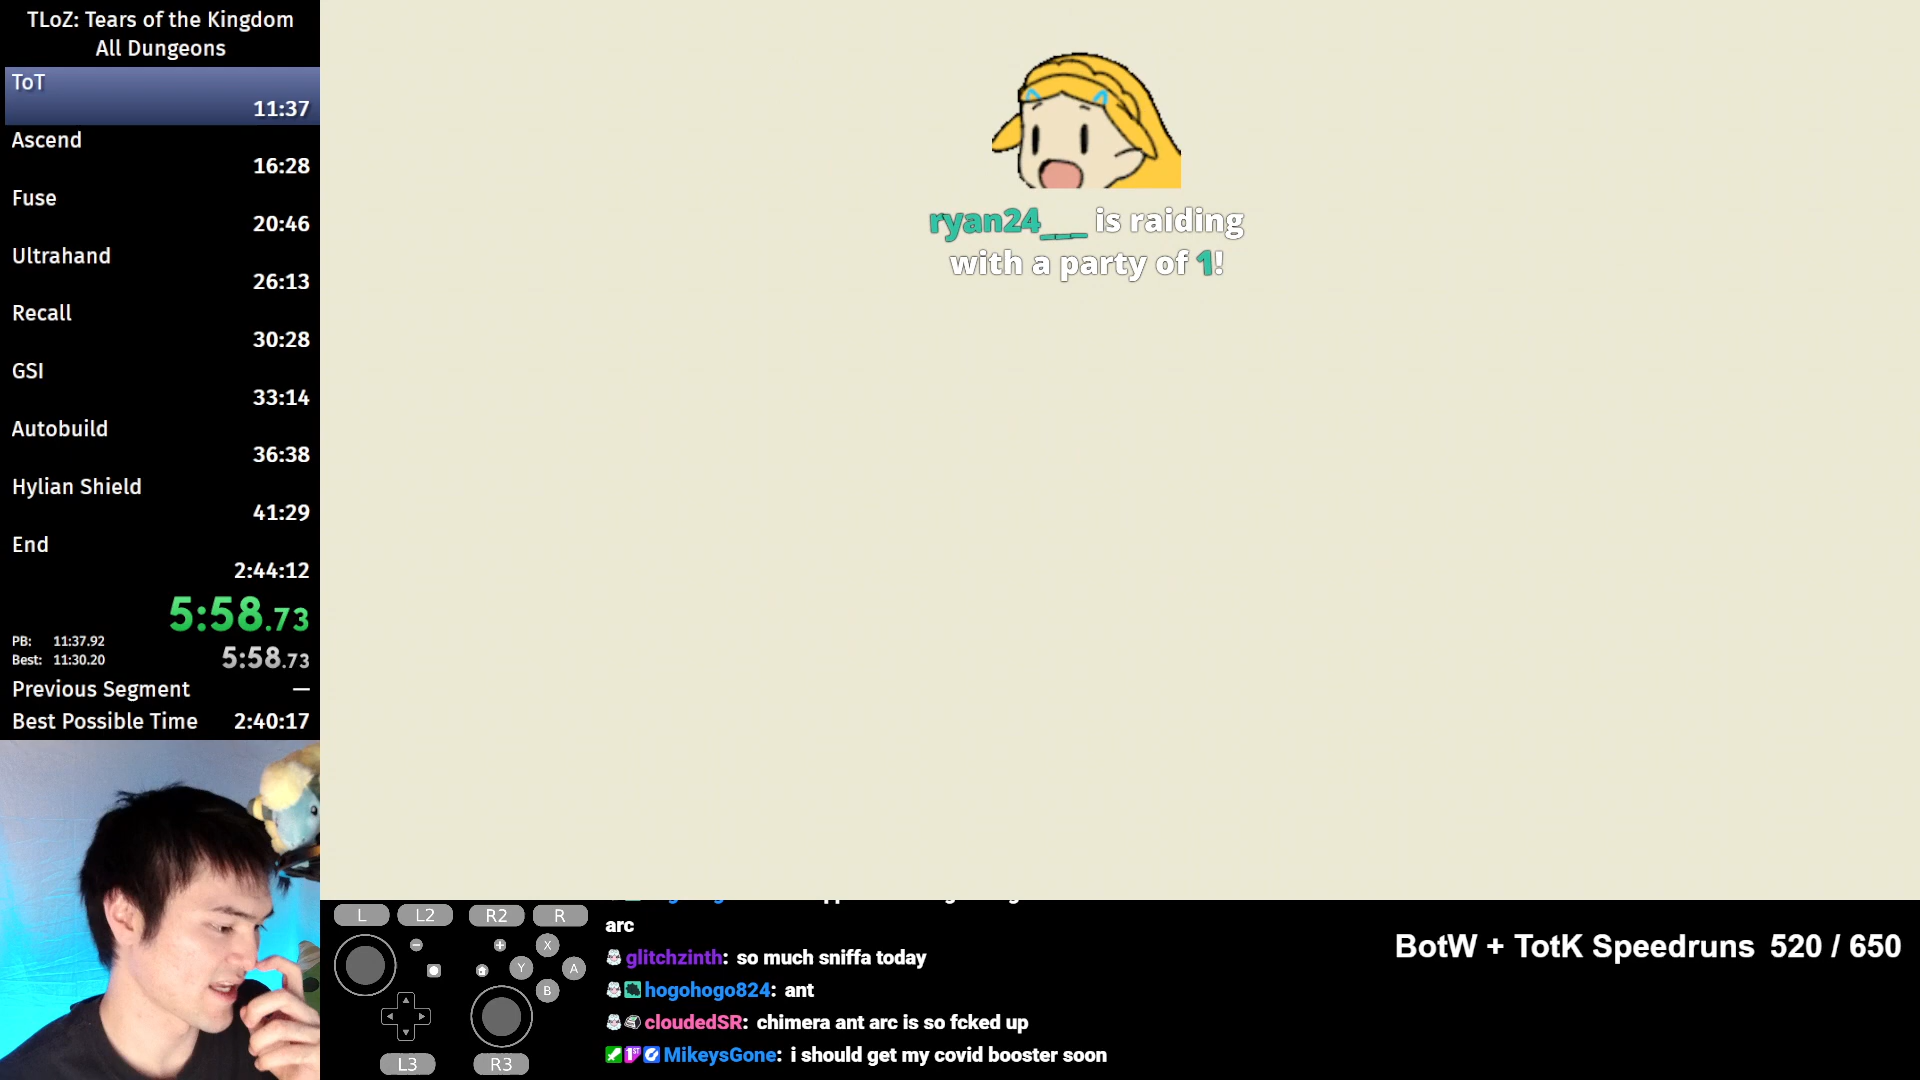 TLoZ: Tears of the Kingdom
All Dungeons
ToT
11:37
Ascend
16:28
Fuse
20:46
Ultrahand
26:13
Recall
30:28
GSI
33:14
Autobuild
36:38
Hylian Shield
41:29
End
2:44:12
5:58.73
PB: 11:37.92
Best: 11:30.20
5:58.73
Previous Segment —
Best Possible Time 2:40:17
ryan24___ is raiding
with a party of 1!
L L2 R2 R
X
Y A
B
L3 R3
arc
glitchzinth: so much sniffa today
hogohogo824: ant
cloudedSR: chimera ant arc is so fcked up
MikeysGone: i should get my covid booster soon
BotW + TotK Speedruns 520 / 650